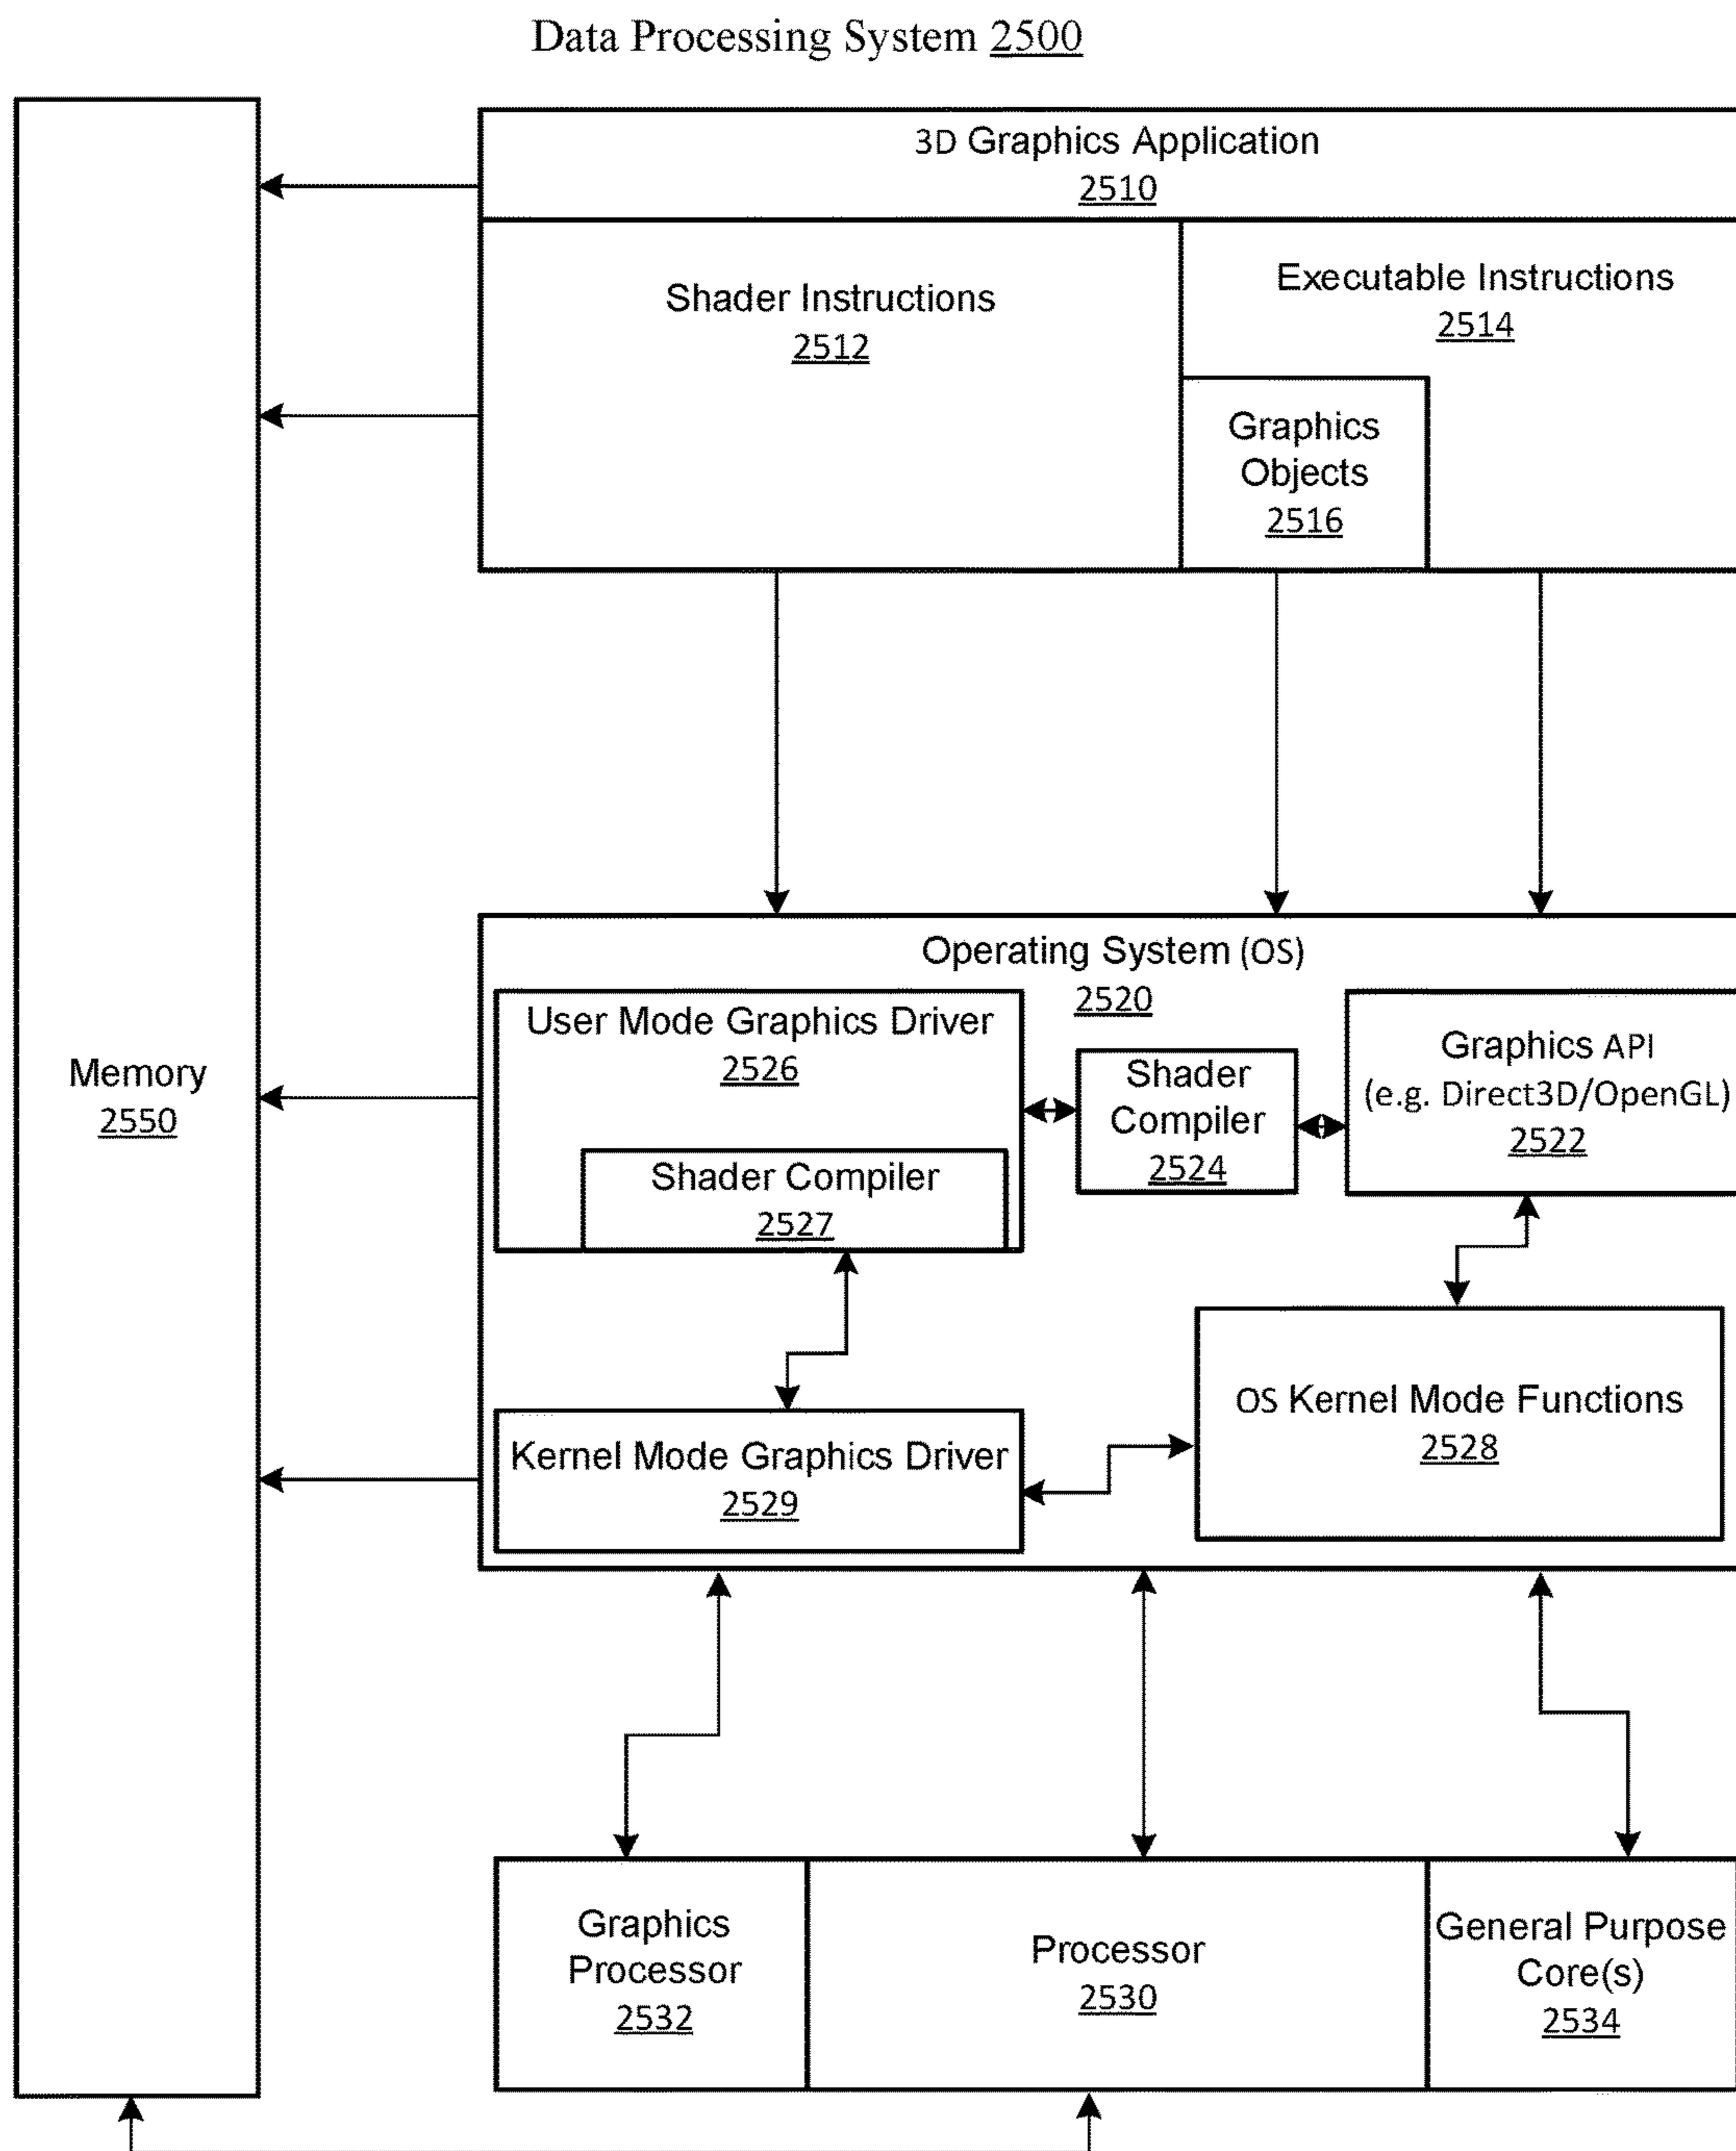 Data Processing System 2500
3D Graphics Application
2510
Shader Instructions
2512
Executable Instructions
2514
Graphics
Objects
2516
Operating System (OS)
2520
User Mode Graphics Driver
2526
Shader Compiler
2527
Shader
Compiler
2524
Graphics API
(e.g. Direct3D/OpenGL)
2522
Memory
2550
OS Kernel Mode Functions
2528
Kernel Mode Graphics Driver
2529
Graphics
Processor
2532
Processor
2530
General Purpose
Core(s)
2534